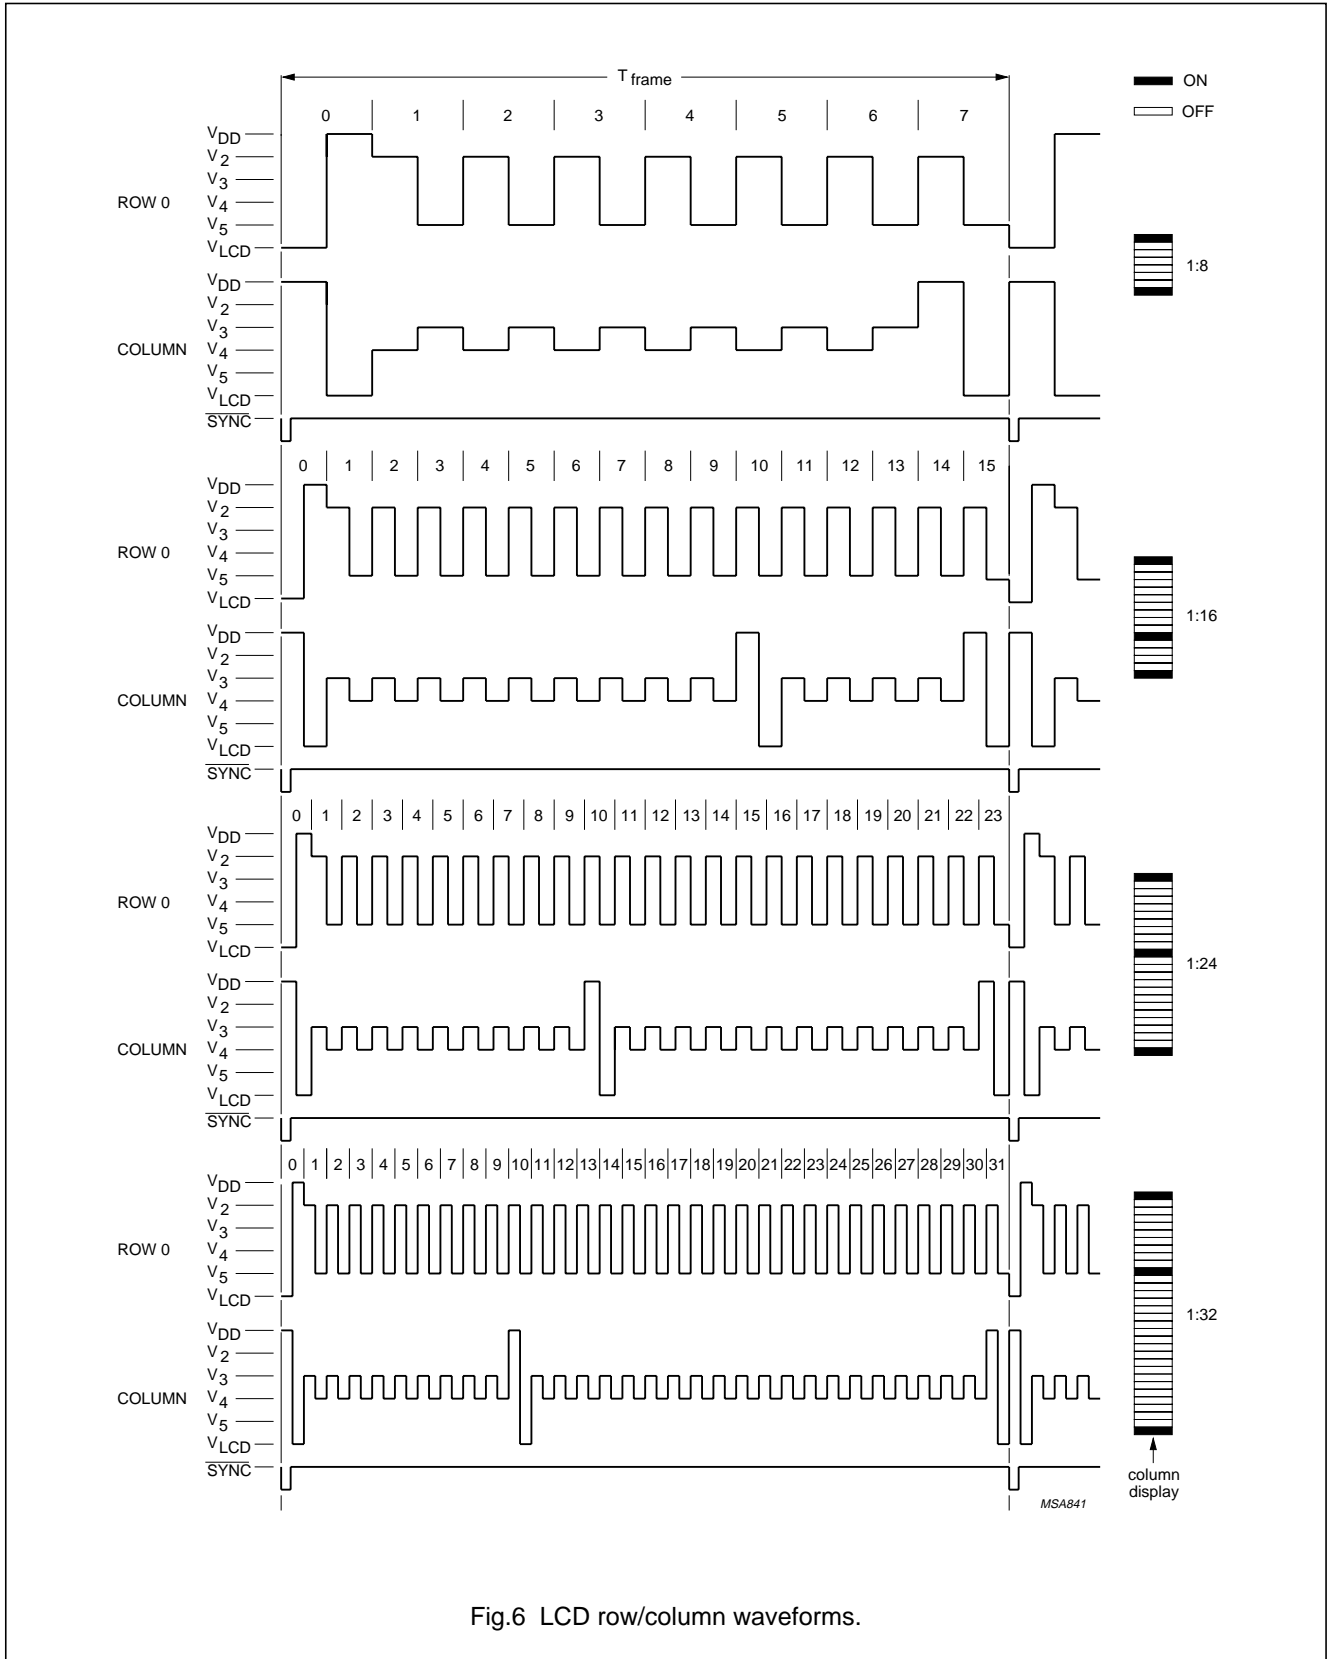 T frame
ON
OFF
0 1 2 3 4 5 6 7
VDD
V2
V3
ROW 0 V4
V5
VLCD
1:8
VDD
V2
V3
COLUMN V4
V5
VLCD
SYNC
0 1 2 3 4 5 6 7 8 9 10 11 12 13 14 15
VDD
V2
V3
ROW 0 V4
V5
VLCD
1:16
VDD
V2
V3
COLUMN V4
V5
VLCD
SYNC
0 1 2 3 4 5 6 7 8 9 10 11 12 13 14 15 16 17 18 19 20 21 22 23
VDD
V2
V3
ROW 0 V4
V5
VLCD
1:24
VDD
V2
V3
COLUMN V4
V5
VLCD
SYNC
0 1 2 3 4 5 6 7 8 9 10 11 12 13 14 15 16 17 18 19 20 21 22 23 24 25 26 27 28 29 30 31
VDD
V2
V3
ROW 0 V4
V5
VLCD
1:32
VDD
V2
V3
COLUMN V4
V5
VLCD
SYNC
column
display
MSA841
Fig.6 LCD row/column waveforms.